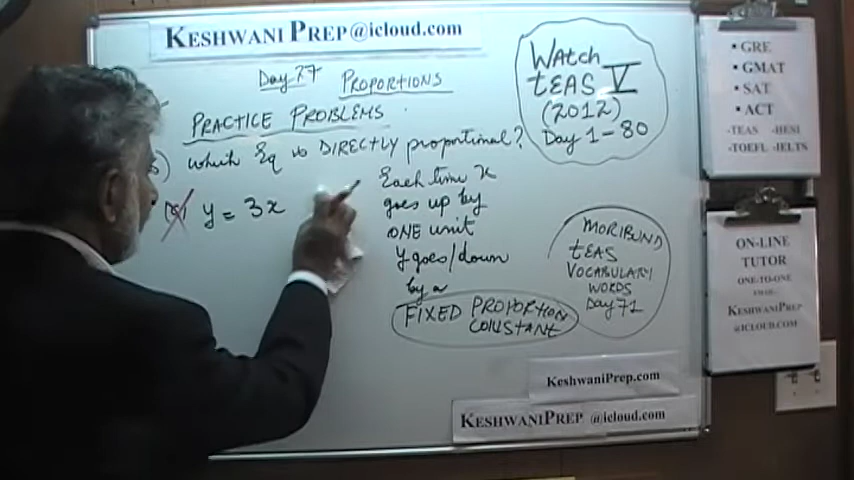 KESHWANI PREP@icloud.com
Day 77 PROPORTIONS
PRACTICE PROBLEMS
which Eq is DIRECTLY proportional?
y = 3x
Each time x
goes up by
ONE unit
y goes/down
by a
FIXED PROPORTION
CONSTANT
WATCH
TEAS V
(2012)
Day 1-80
MORIBUND
TEAS
VOCABULARY
WORDS
Day 71
KESHWANIPREP.COM
KESHWANIPREP @icloud.com
• GRE
• GMAT
• SAT
• ACT
-TEAS -HESI
-TOEFL -IELTS
ON-LINE
TUTOR
ONE-TO-ONE
KESHWANIPREP
@ICLOUD.COM